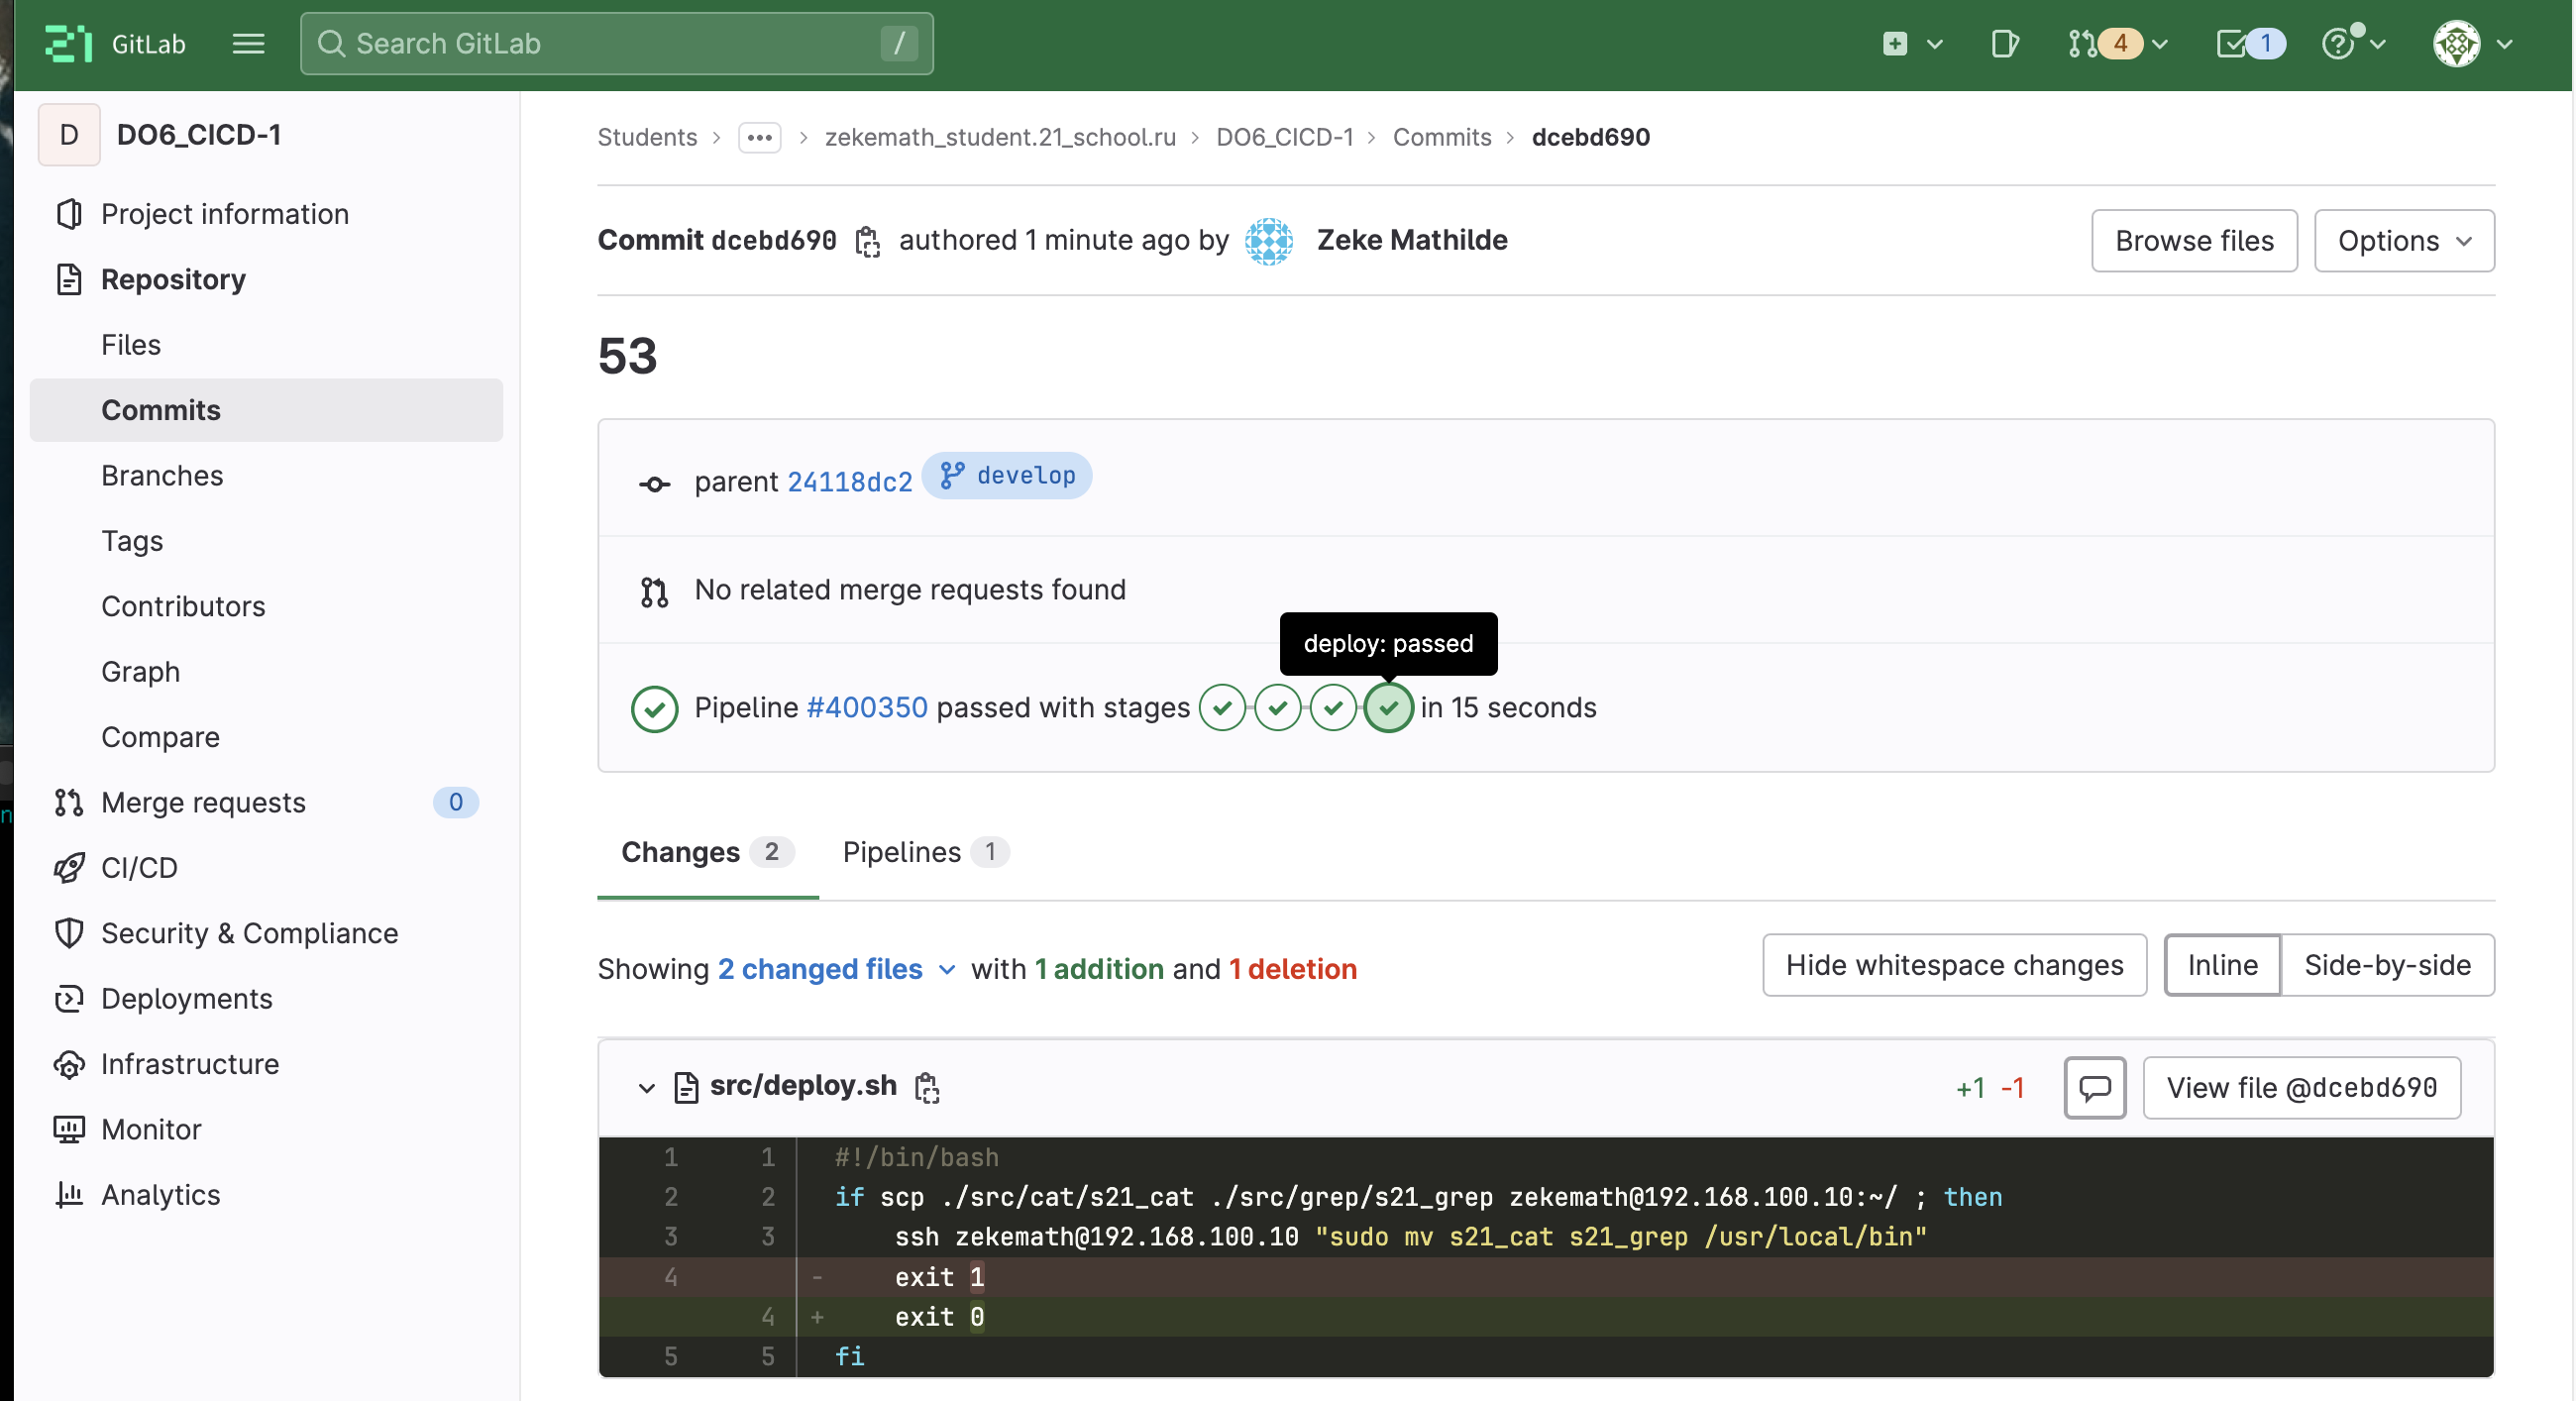 21 GitLab Search GitLab / 4 1
D DO6_CICD-1
Project information
Repository
Files
Commits
Branches
Tags
Contributors
Graph
Compare
Merge requests 0
CI/CD
Security & Compliance
Deployments
Infrastructure
Monitor
Analytics
Students > ••• > zekemath_student.21_school.ru > DO6_CICD-1 > Commits > dcebd690
Commit dcebd690 authored 1 minute ago by Zeke Mathilde Browse files Options
53
parent 24118dc2 develop
No related merge requests found
deploy: passed
Pipeline #400350 passed with stages in 15 seconds
Changes 2 Pipelines 1
Showing 2 changed files with 1 addition and 1 deletion Hide whitespace changes Inline Side-by-side
src/deploy.sh +1 -1 View file @dcebd690
1 1 #!/bin/bash
2 2 if scp ./src/cat/s21_cat ./src/grep/s21_grep zekemath@192.168.100.10:~/ ; then
3 3 ssh zekemath@192.168.100.10 "sudo mv s21_cat s21_grep /usr/local/bin"
4 - exit 1
4 + exit 0
5 5 fi